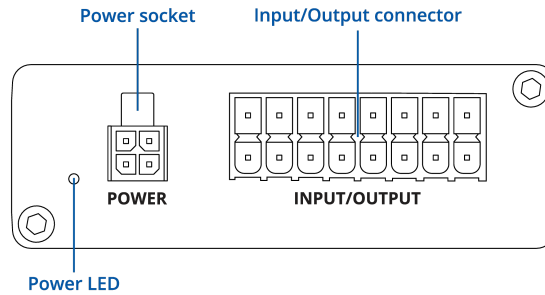 Power socket
Input/Output connector
POWER
INPUT/OUTPUT
Power LED